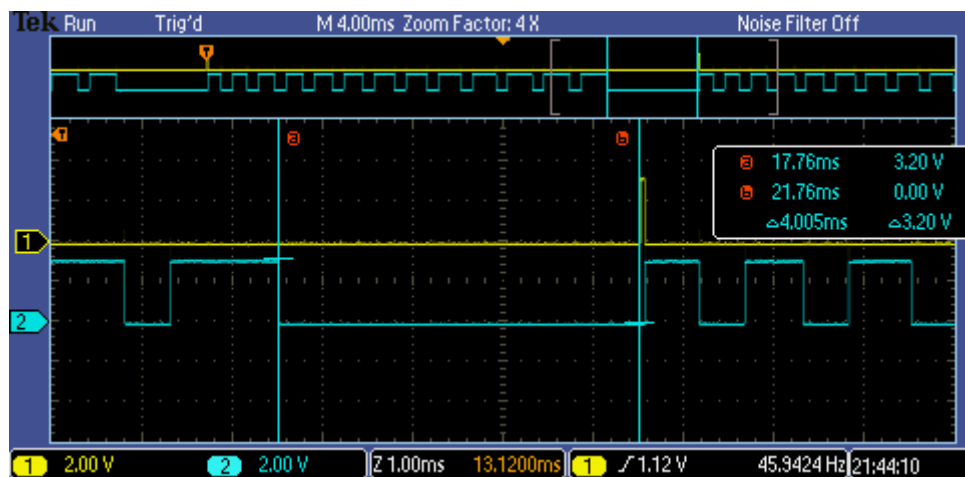 Tek Run Trig'd M 4.00ms Zoom Factor: 4 X Noise Filter Off
T
T a b
a 17.76ms 3.20 V
b 21.76ms 0.00 V
△4.005ms △3.20 V
1
2
1 2.00 V 2 2.00 V Z 1.00ms 13.1200ms 1 ∕ 1.12 V 45.9424 Hz 21:44:10